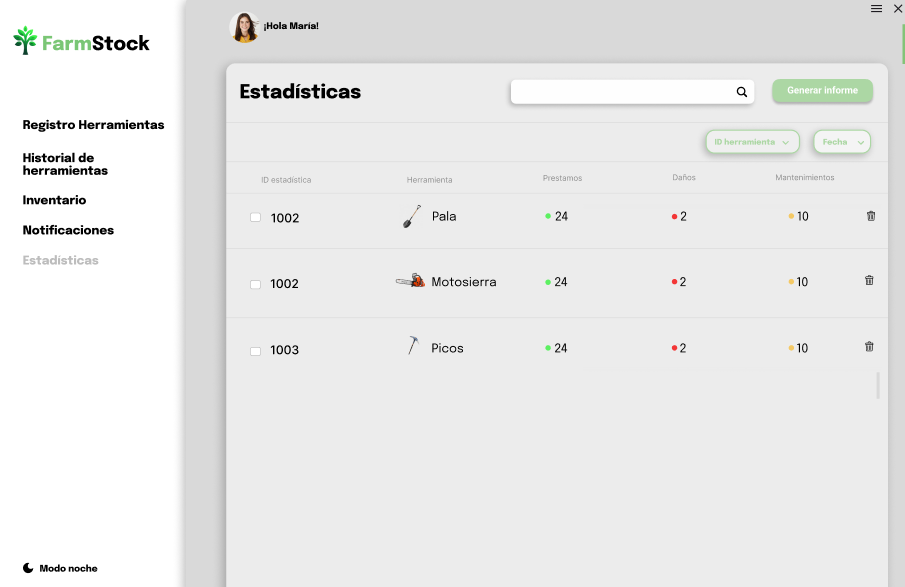 ¡Hola María!
FarmStock
Estadísticas
Generar informe
Registro Herramientas
ID herramienta
Fecha
Historial de
herramientas
Inventario
Notificaciones
Estadísticas
ID estadística Herramienta Prestamos Daños Mantenimientos
1002 Pala 24 2 10
1002 Motosierra 24 2 10
1003 Picos 24 2 10
Modo noche